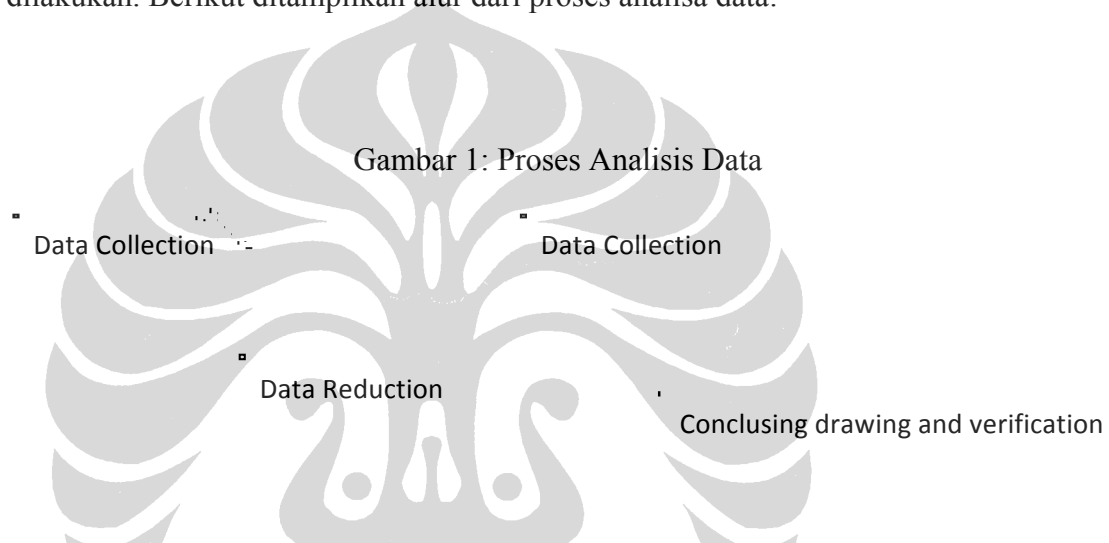 dilakukan. Berikut ditampilkan alur dari proses analisa data.
Gambar 1: Proses Analisis Data
Data Collection
Data Collection
Data Reduction
Conclusing drawing and verification